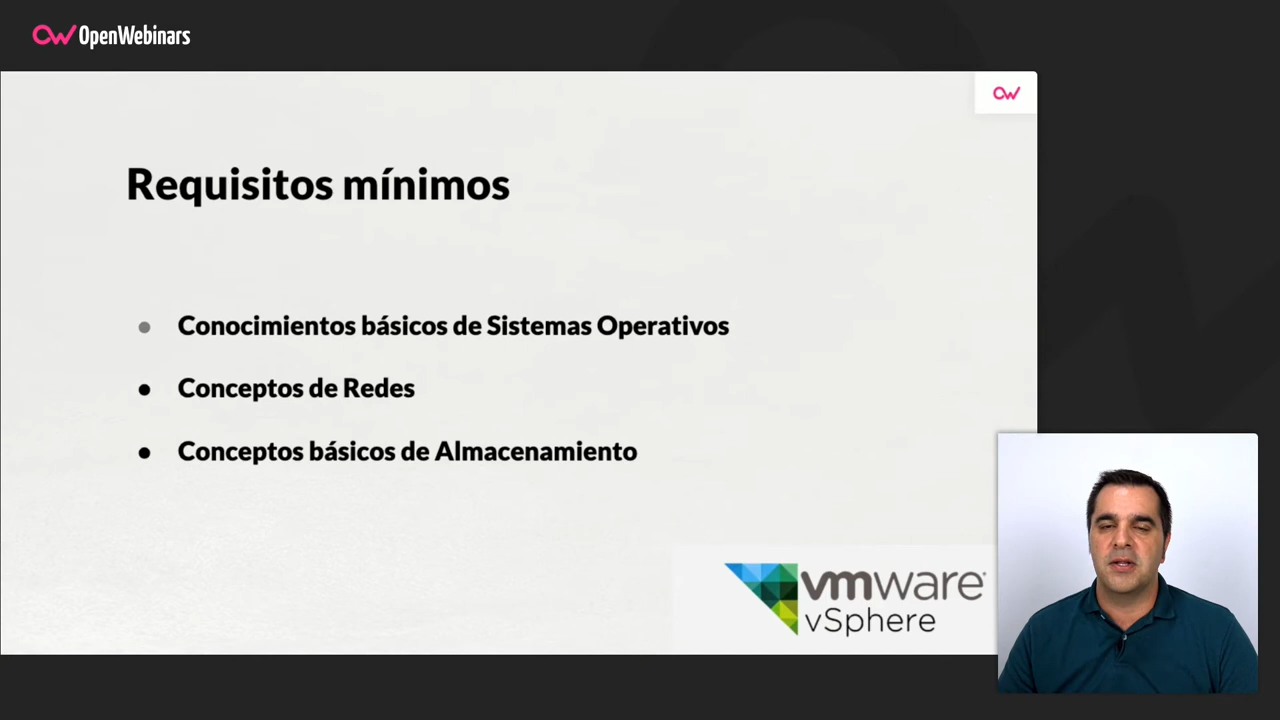 OpenWebinars
Requisitos mínimos
Conocimientos básicos de Sistemas Operativos
Conceptos de Redes
Conceptos básicos de Almacenamiento
vmware
vSphere